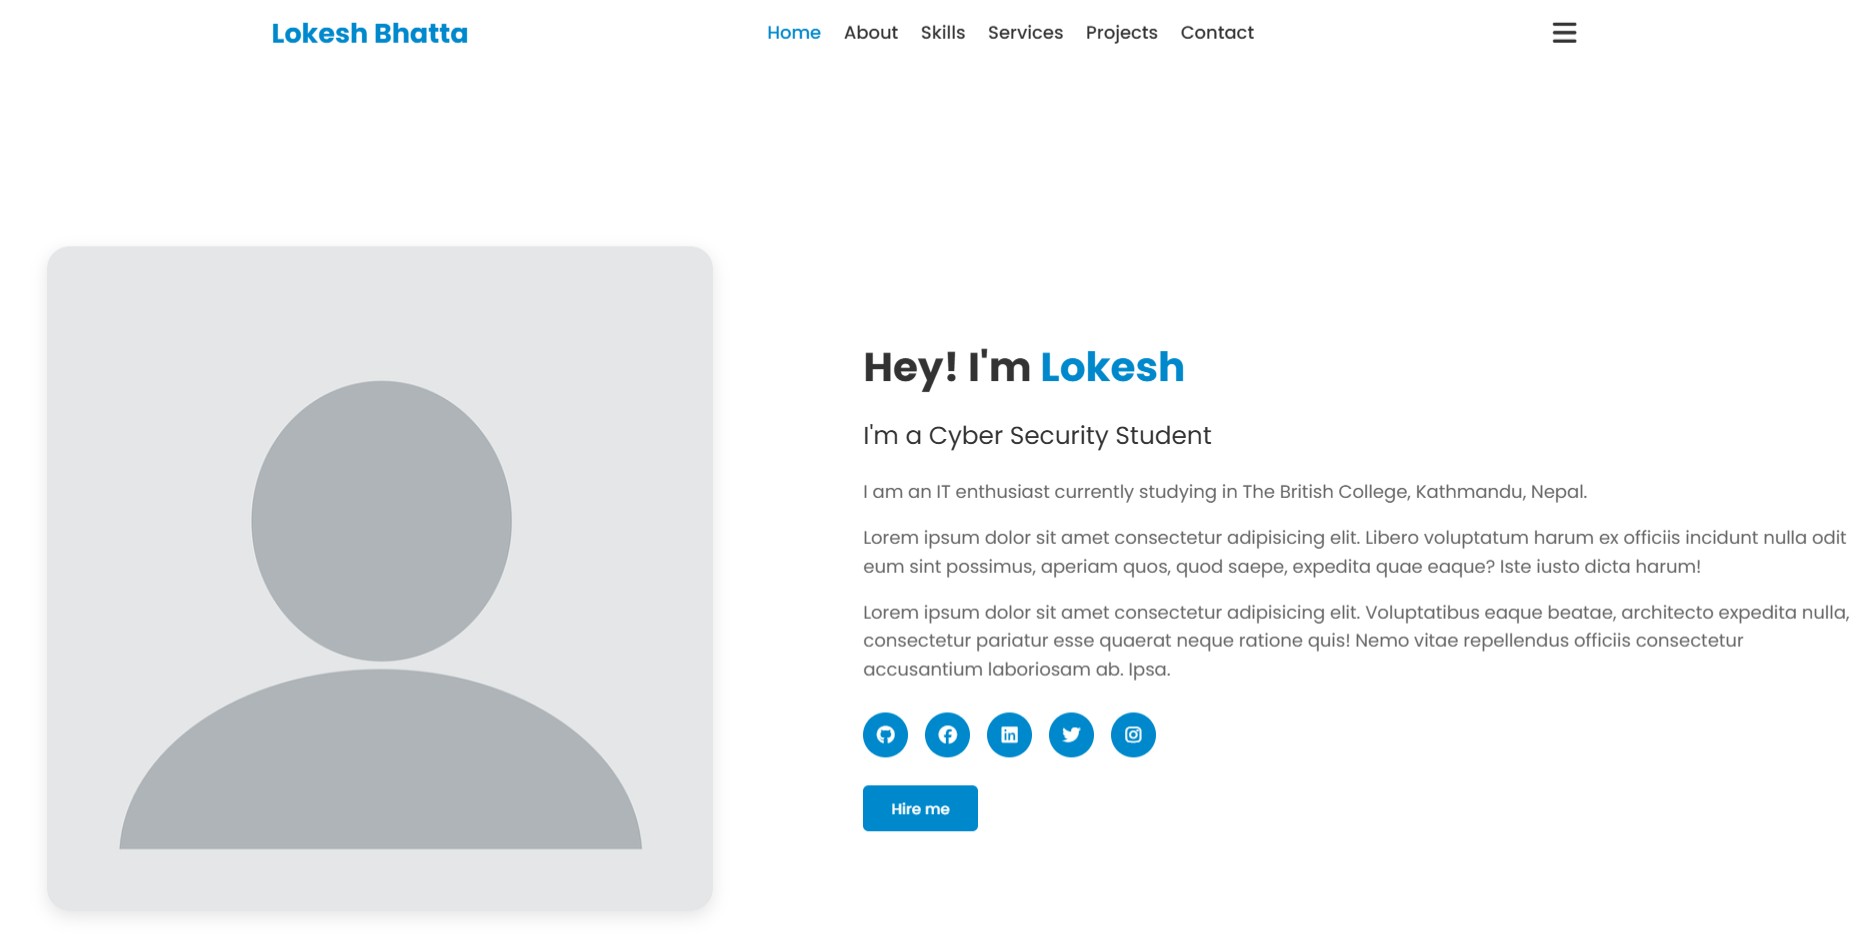 Lokesh Bhatta
Home About Skills Services Projects Contact
Hey! I'm Lokesh
I'm a Cyber Security Student
I am an IT enthusiast currently studying in The British College, Kathmandu, Nepal.
Lorem ipsum dolor sit amet consectetur adipisicing elit. Libero voluptatum harum ex officiis incidunt nulla odit
eum sint possimus, aperiam quos, quod saepe, expedita quae eaque? Iste iusto dicta harum!
Lorem ipsum dolor sit amet consectetur adipisicing elit. Voluptatibus eaque beatae, architecto expedita nulla,
consectetur pariatur esse quaerat neque ratione quis! Nemo vitae repellendus officiis consectetur
accusantium laboriosam ab. Ipsa.
Hire me